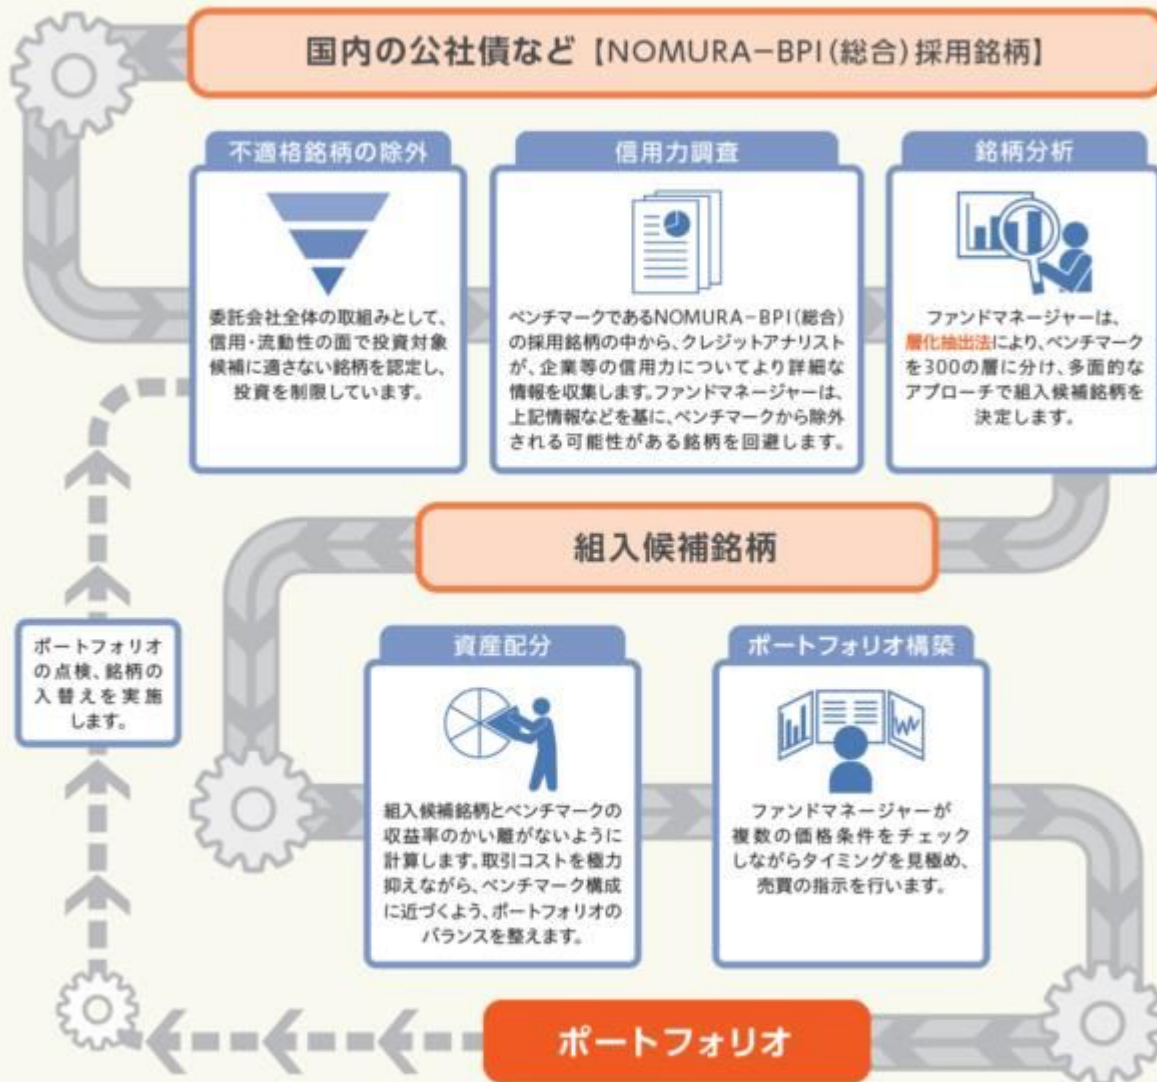 国内の公社債など【NOMURA-BPI(総合)採用銘柄】
不適格銘柄の除外
委託会社全体の取組みとして、
信用・流動性の面で投資対象
候補に適さない銘柄を認定し、
投資を制限しています。
信用力調査
ベンチマークであるNOMURA-BPI(総合)
の採用銘柄の中から、クレジットアナリスト
が、企業等の信用力についてより詳細な
情報を収集します。ファンドマネージャーは、
上記情報などを基に、ベンチマークから除外
される可能性がある銘柄を回避します。
銘柄分析
ファンドマネージャーは、
層化抽出法により、ベンチマーク
を300の層に分け、多面的な
アプローチで組入候補銘柄を
決定します。
組入候補銘柄
ポートフォリオ
の点検、銘柄の
入替えを実施
します。
資産配分
組入候補銘柄とベンチマークの
収益率のかい離がないように
計算します。取引コストを極力
抑えながら、ベンチマーク構成
に近づくよう、ポートフォリオの
バランスを整えます。
ポートフォリオ構築
ファンドマネージャーが
複数の価格条件をチェック
しながらタイミングを見極め、
売買の指示を行います。
ポートフォリオ